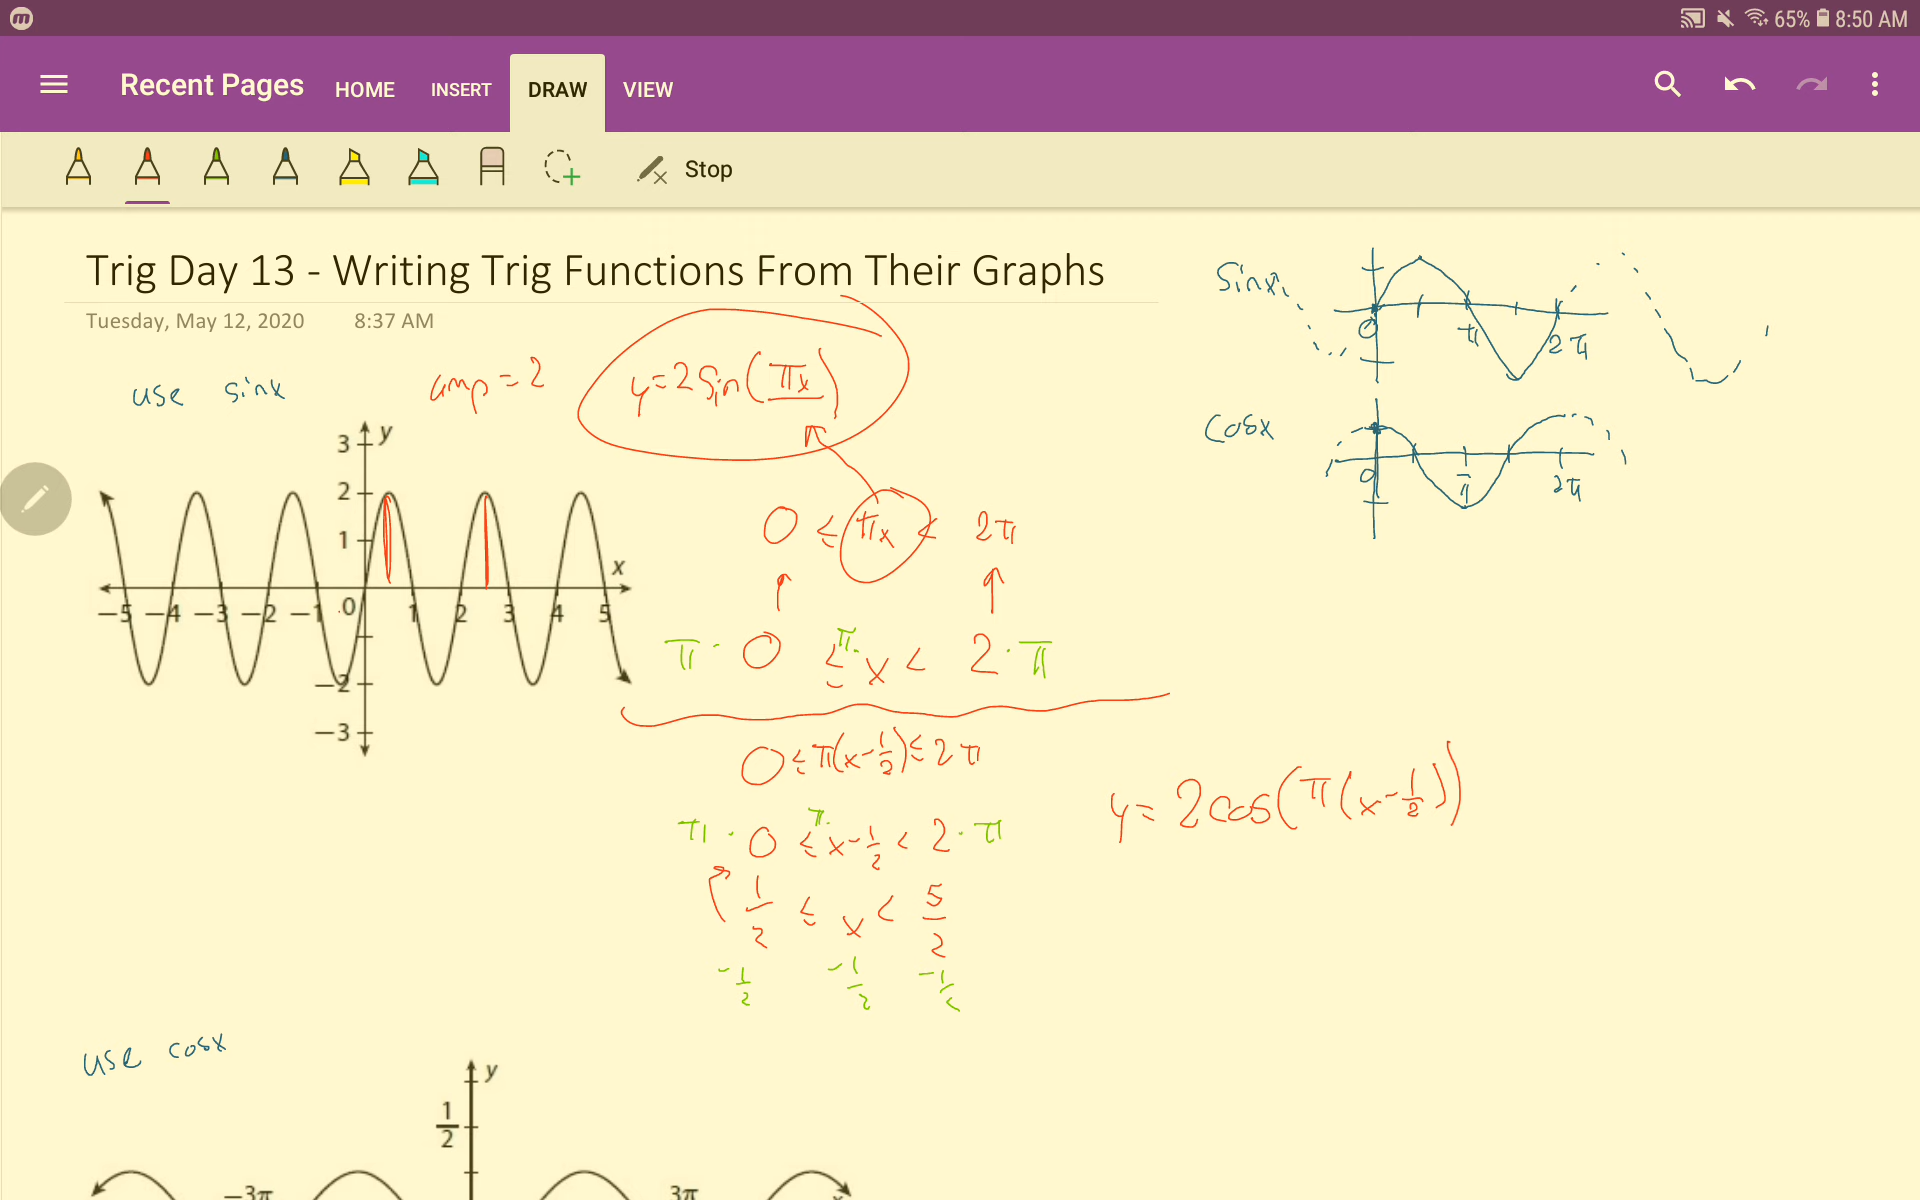 65% 8:50 AM
Recent Pages HOME INSERT DRAW VIEW
Stop
Trig Day 13 - Writing Trig Functions From Their Graphs
Tuesday, May 12, 2020 8:37 AM
use sinx
amp = 2
y = 2 Sin(πx)
Sinx
0 π 2π
Cosx
0 π 2π
y
3
2
1
x
−5 −4 −3 −2 −1 0 1 2 3 4 5
−2
−3
0 ≤ πx < 2π
π · 0 ≤ π· x < 2 · π
0 ≤ π(x − 1/2) ≤ 2π
π · 0 ≤ π· x − 1/2 < 2 · π
1/2 ≤ x < 5/2
-1/2 -1/2
y = 2cos(π(x − 1/2))
use cosx
y
1/2
−3π 3π